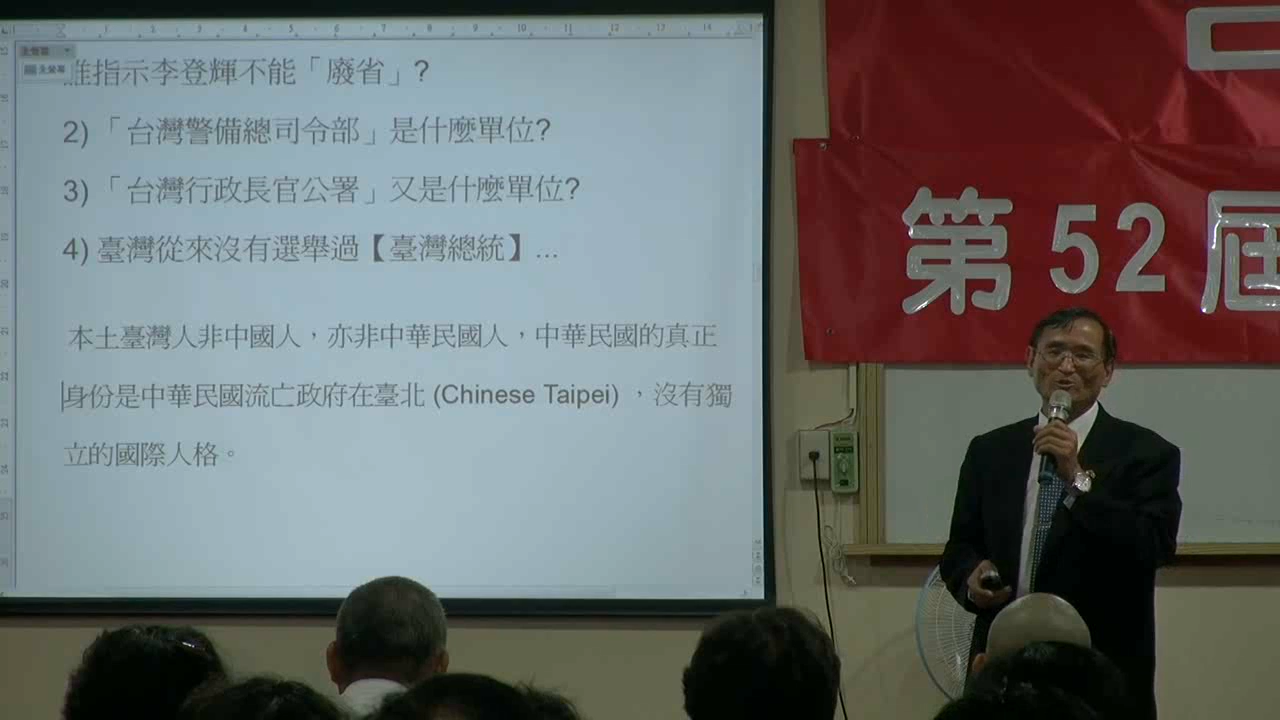 誰指示李登輝不能「廢省」?
2) 「台灣警備總司令部」是什麼單位?
3) 「台灣行政長官公署」又是什麼單位?
4) 臺灣從來沒有選舉過【臺灣總統】...
本土臺灣人非中國人，亦非中華民國人，中華民國的真正
身份是中華民國流亡政府在臺北 (Chinese Taipei) ，沒有獨
立的國際人格。
第 52 屆